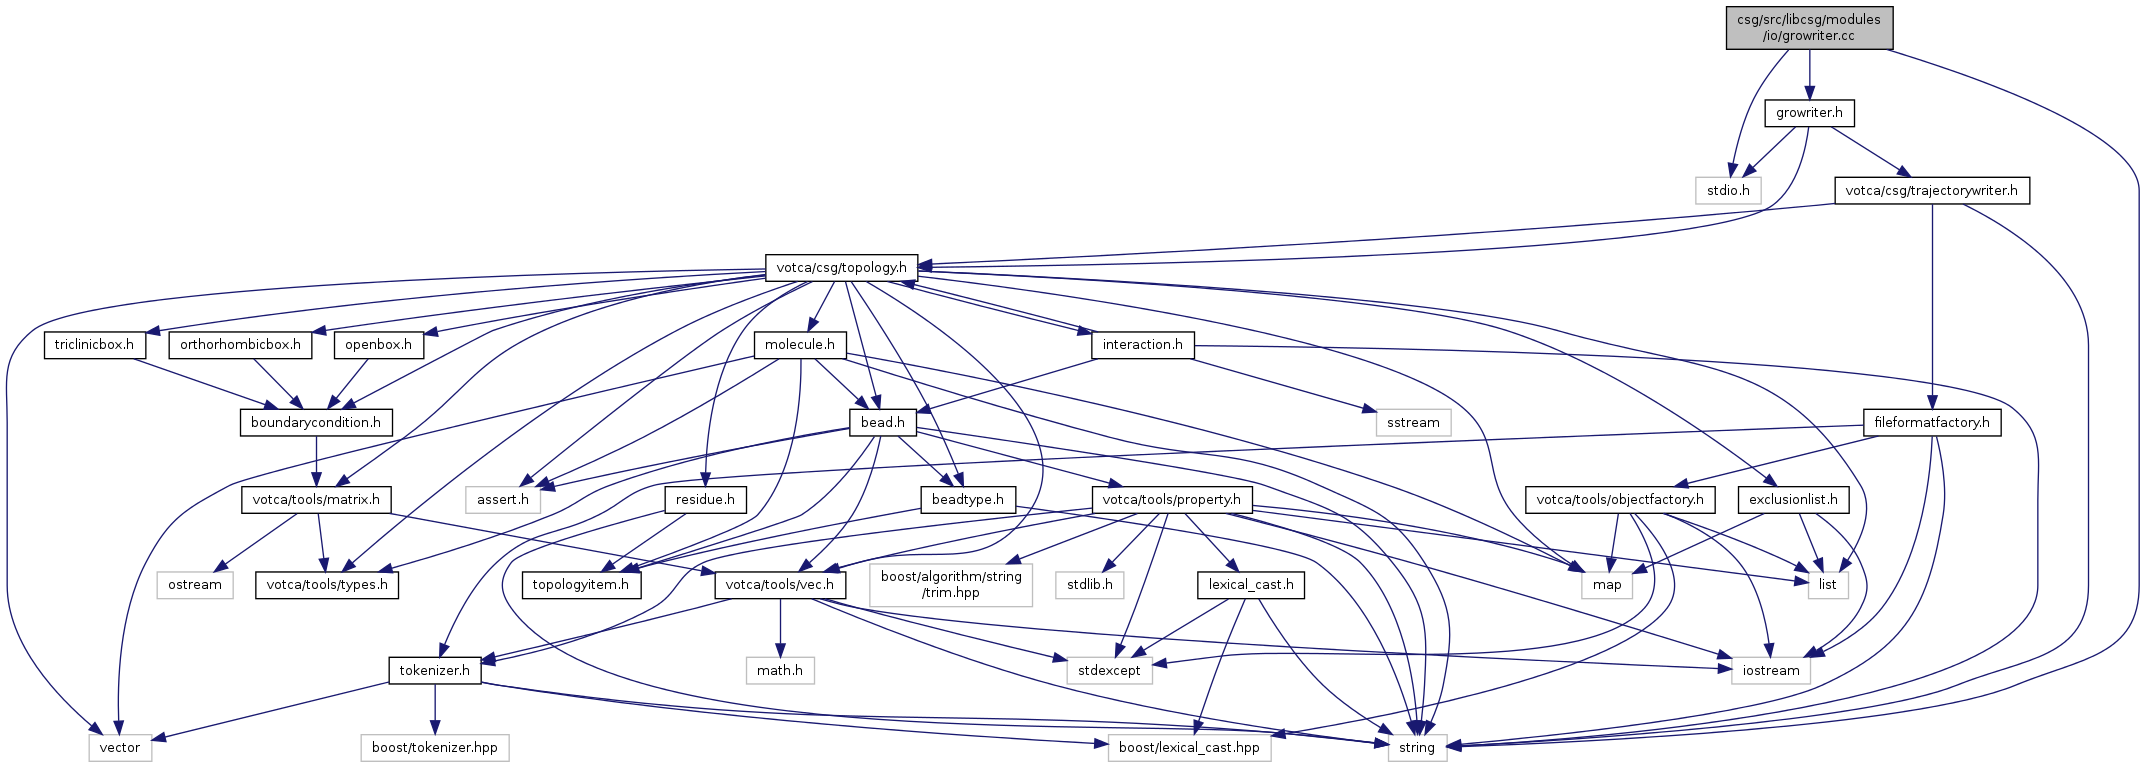 csg/src/libcsg/modules
/io/growriter.cc
growriter.h
stdio.h
votca/csg/trajectorywriter.h
votca/csg/topology.h
triclinicbox.h
orthorhombicbox.h
openbox.h
molecule.h
interaction.h
boundarycondition.h
bead.h
sstream
fileformatfactory.h
votca/tools/matrix.h
assert.h
residue.h
beadtype.h
votca/tools/property.h
votca/tools/objectfactory.h
exclusionlist.h
ostream
votca/tools/types.h
topologyitem.h
votca/tools/vec.h
boost/algorithm/string
/trim.hpp
stdlib.h
lexical_cast.h
map
list
tokenizer.h
math.h
stdexcept
iostream
vector
boost/tokenizer.hpp
boost/lexical_cast.hpp
string